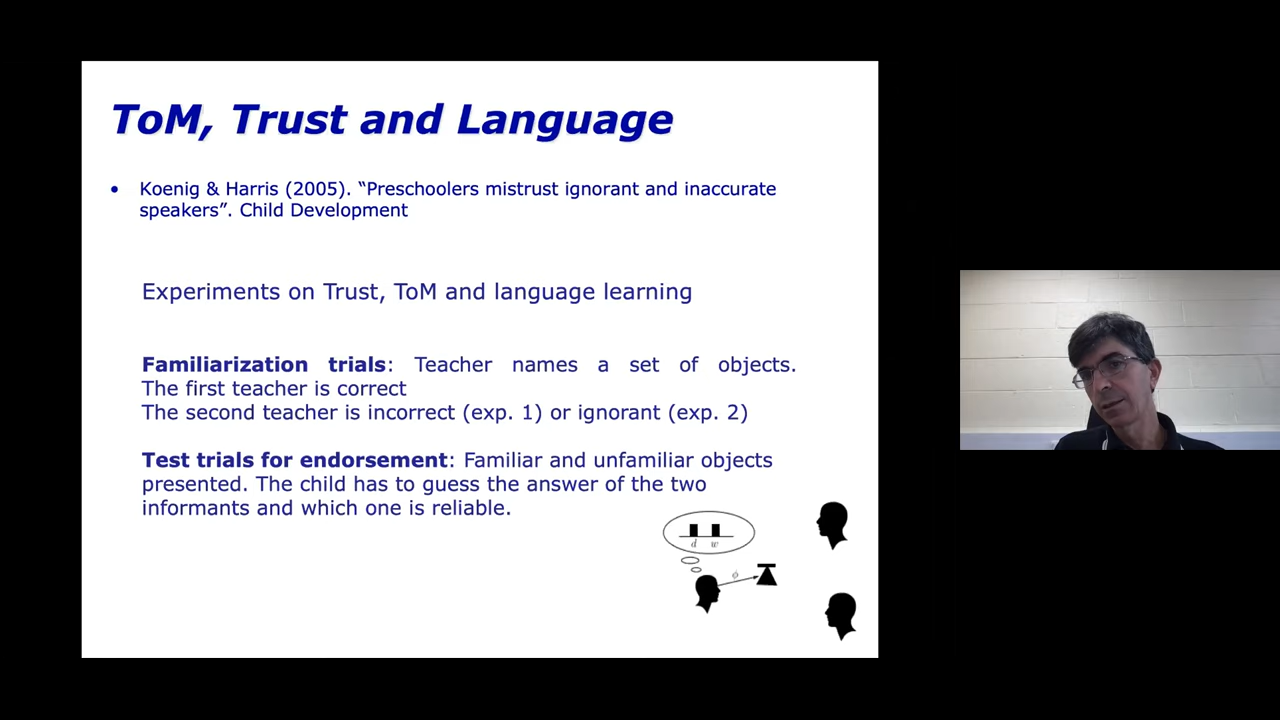 ToM, Trust and Language
• Koenig & Harris (2005). “Preschoolers mistrust ignorant and inaccurate
speakers”. Child Development
Experiments on Trust, ToM and language learning
Familiarization trials: Teacher names a set of objects.
The first teacher is correct
The second teacher is incorrect (exp. 1) or ignorant (exp. 2)
Test trials for endorsement: Familiar and unfamiliar objects
presented. The child has to guess the answer of the two
informants and which one is reliable.
d w
ϕ